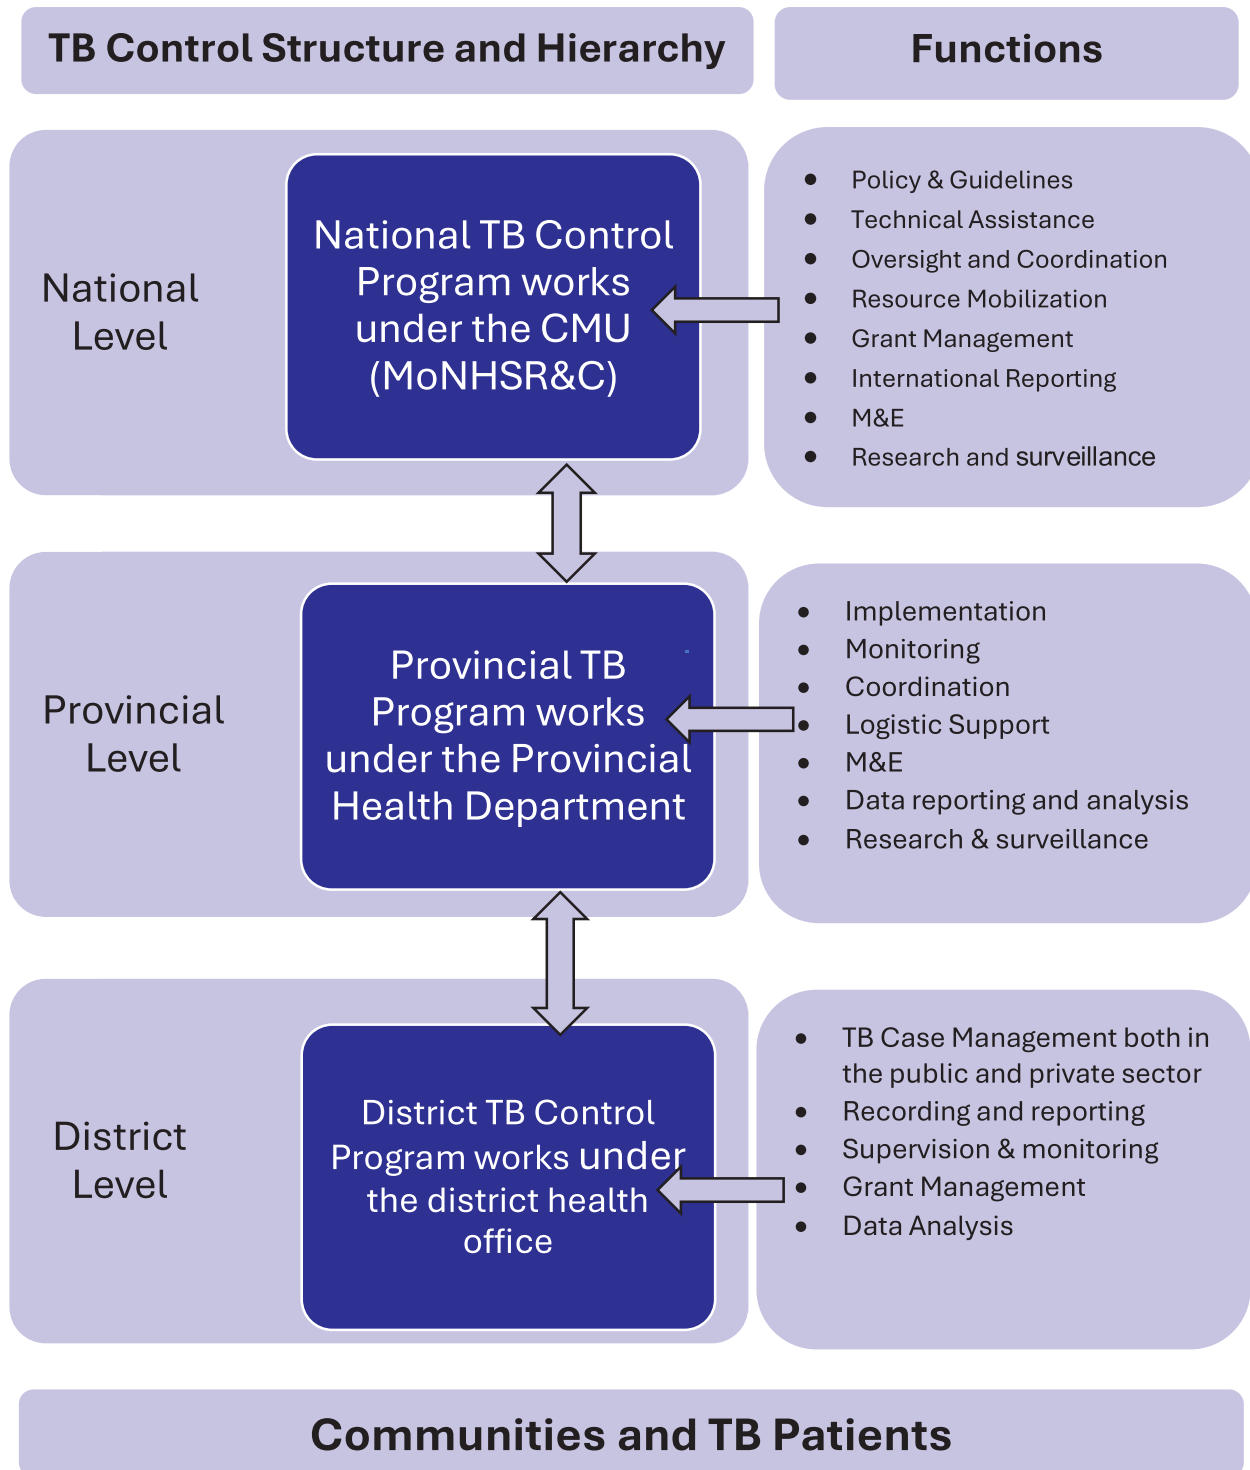 TB Control Structure and Hierarchy
Functions
National
Level
National TB Control
Program works
under the CMU
(MoNHSR&C)
• Policy & Guidelines
• Technical Assistance
• Oversight and Coordination
• Resource Mobilization
• Grant Management
• International Reporting
• M&E
• Research and surveillance
Provincial
Level
Provincial TB
Program works
under the Provincial
Health Department
• Implementation
• Monitoring
• Coordination
• Logistic Support
• M&E
• Data reporting and analysis
• Research & surveillance
District
Level
District TB Control
Program works under
the district health
office
• TB Case Management both in
the public and private sector
• Recording and reporting
• Supervision & monitoring
• Grant Management
• Data Analysis
Communities and TB Patients